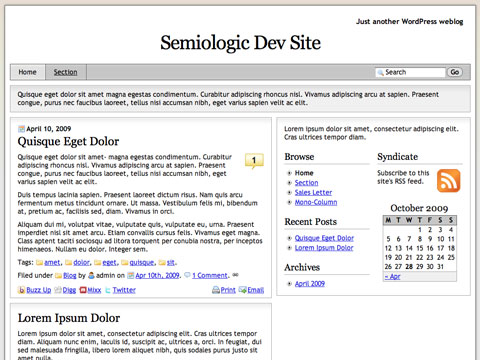 Just another WordPress weblog
Semiologic Dev Site
Home
Section
Search
Go
Quisque eget dolor sit amet magna egestas condimentum. Curabitur adipiscing rhoncus nisl. Vivamus adipiscing arcu at sapien. Praesent
congue, purus nec faucibus laoreet, tellus nisi accumsan nibh, eget varius sapien velit ac elit.
April 10, 2009
Quisque Eget Dolor
1
Quisque eget dolor sit amet- magna egestas condimentum. Curabitur
adipiscing rhoncus nisl. Vivamus adipiscing arcu at sapien. Praesent
congue, purus nec faucibus laoreet, tellus nisi accumsan nibh, eget
varius sapien velit ac elit.
Duis tempus lacinia sapien. Praesent laoreet dictum risus. Nam quis arcu
fermentum metus tincidunt ornare. Ut massa. Vestibulum felis mi, bibendum
at, pretium ac, facilisis sed, diam. Vivamus in orci.
Aliquam dui mi, volutpat vitae, vulputate quis, vulputate eu, urna. Praesent
imperdiet nisl sit amet diam. Etiam convallis cursus felis. Vivamus eget magna.
Class aptent taciti sociosqu ad litora torquent per conubia nostra, per inceptos
himenaeos. Nullam eu dolor. Integer sem.
Tags: amet, dolor, eget, quisque, sit.
Filed under Blog by admin on Apr 10th, 2009. 1 Comment.
Buzz Up Digg Mixx Twitter Print Email
Lorem Ipsum Dolor
Lorem ipsum dolor sit amet, consectetur adipiscing elit. Cras ultrices tempor
diam. Aliquam nunc enim, iaculis id, suscipit ac, ultrices a, orci. In feugiat, dui
sed malesuada fringilla, libero lorem aliquet nibh, quis sodales purus justo sit
amet nulla.
Lorem ipsum dolor sit amet, consectetur adipiscing elit.
Cras ultrices tempor diam.
Browse
Home
Section
Sales Letter
Mono-Column
Recent Posts
Quisque Eget Dolor
Lorem Ipsum Dolor
Archives
April 2009
Syndicate
Subscribe to this
site's RSS feed.
October 2009
M T W T F S S
1 2 3 4
5 6 7 8 9 10 11
12 13 14 15 16 17 18
19 20 21 22 23 24 25
26 27 28 29 30 31
« Apr